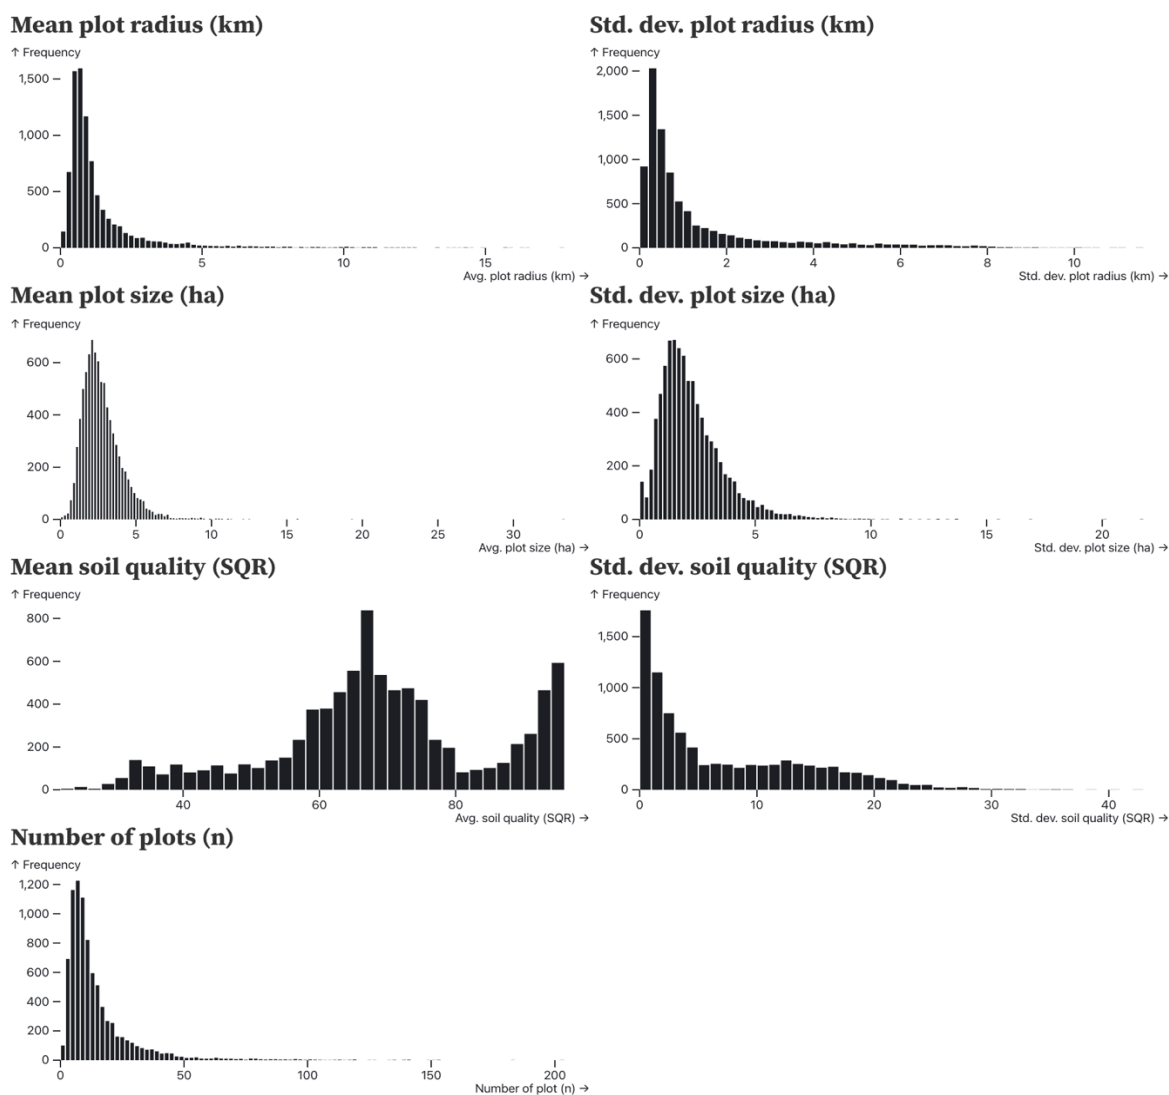 Mean plot radius (km)
↑ Frequency
1,500
1,000
500
0
0 5 10 15
Avg. plot radius (km) →
Std. dev. plot radius (km)
↑ Frequency
2,000
1,500
1,000
500
0
0 2 4 6 8 10
Std. dev. plot radius (km) →
Mean plot size (ha)
↑ Frequency
600
400
200
0
0 5 10 15 20 25 30
Avg. plot size (ha) →
Std. dev. plot size (ha)
↑ Frequency
600
400
200
0
0 5 10 15 20
Std. dev. plot size (ha) →
Mean soil quality (SQR)
↑ Frequency
800
600
400
200
0
40 60 80
Avg. soil quality (SQR) →
Std. dev. soil quality (SQR)
↑ Frequency
1,500
1,000
500
0
0 10 20 30 40
Std. dev. soil quality (SQR) →
Number of plots (n)
↑ Frequency
1,200
1,000
800
600
400
200
0
0 50 100 150 200
Number of plot (n) →